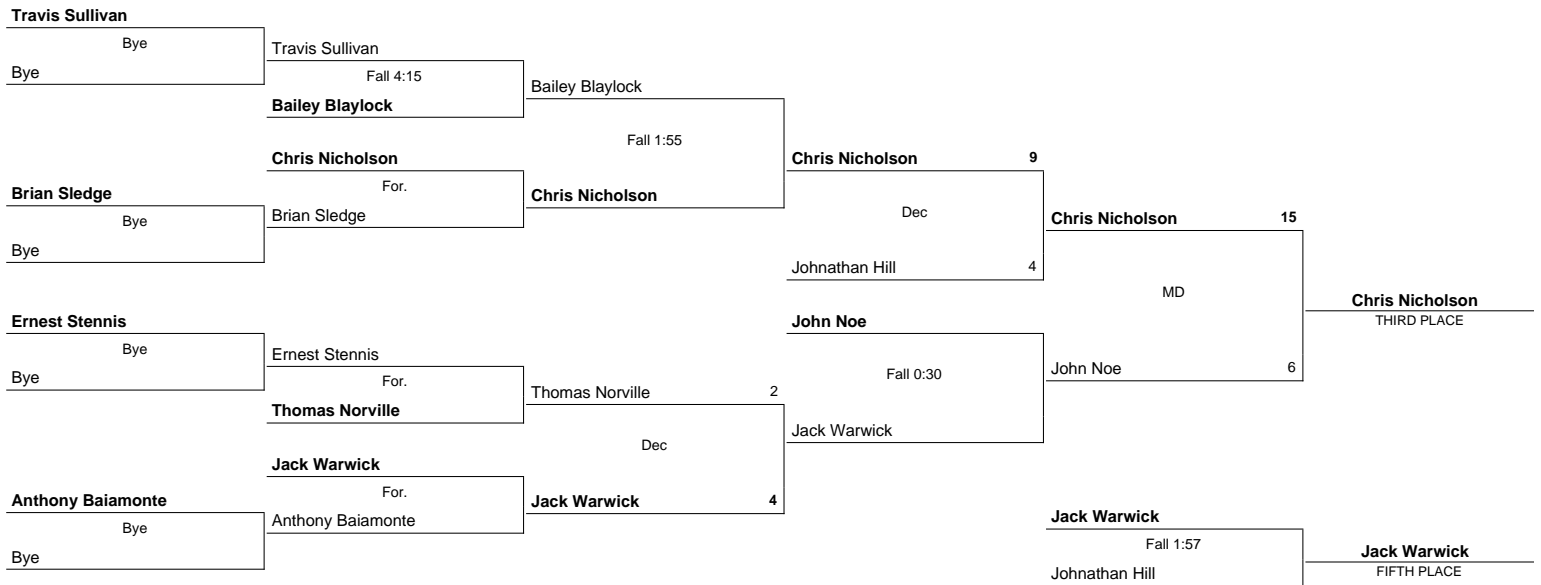 Travis Sullivan
Bye
Bye
Travis Sullivan
Fall 4:15
Bailey Blaylock
Bailey Blaylock
Fall 1:55
Chris Nicholson
For.
Brian Sledge
Brian Sledge
Bye
Bye
Chris Nicholson
Chris Nicholson 9
Dec
Johnathan Hill 4
Chris Nicholson 15
MD
John Noe 6
Chris Nicholson
THIRD PLACE
Ernest Stennis
Bye
Bye
Ernest Stennis
For.
Thomas Norville
Thomas Norville 2
Dec
Jack Warwick 4
Jack Warwick
For.
Anthony Baiamonte
Anthony Baiamonte
Bye
Bye
John Noe
Fall 0:30
Jack Warwick
Jack Warwick
Fall 1:57
Johnathan Hill
Jack Warwick
FIFTH PLACE